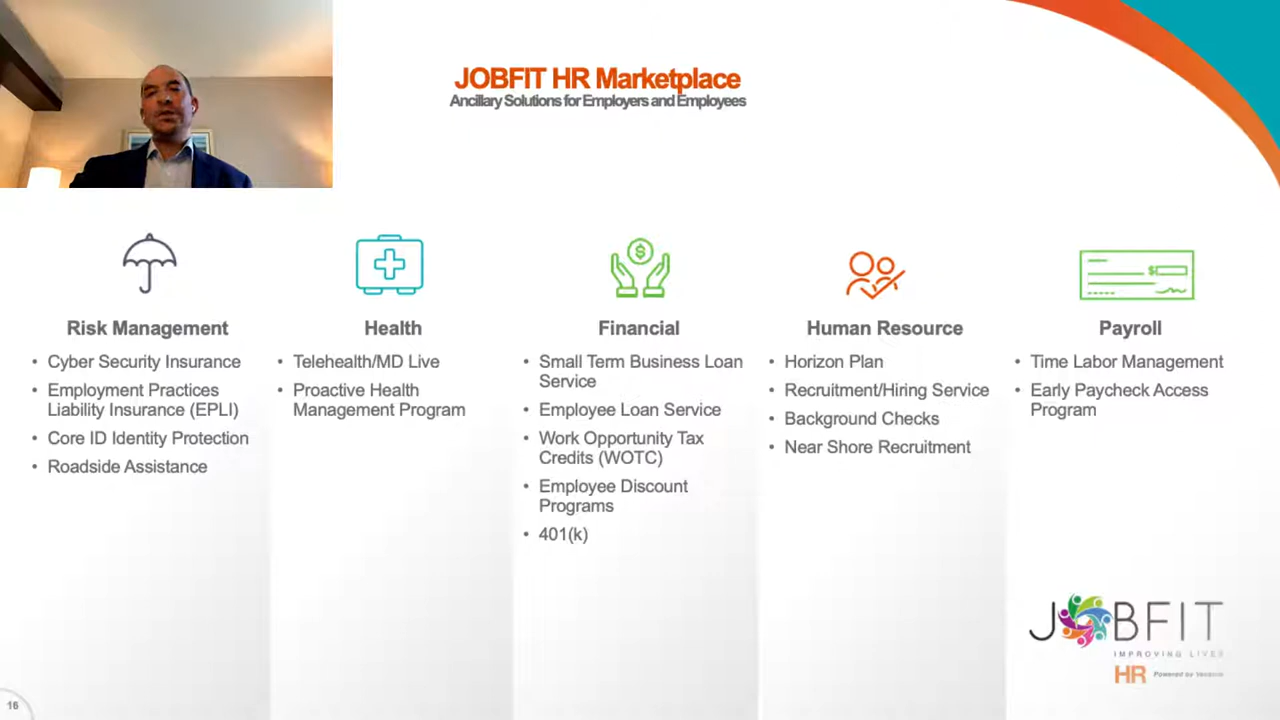 JOBFIT HR Marketplace
Ancillary Solutions for Employers and Employees
$
$
Risk Management
• Cyber Security Insurance
• Employment Practices
Liability Insurance (EPLI)
• Core ID Identity Protection
• Roadside Assistance
Health
• Telehealth/MD Live
• Proactive Health
Management Program
Financial
• Small Term Business Loan
Service
• Employee Loan Service
• Work Opportunity Tax
Credits (WOTC)
• Employee Discount
Programs
• 401(k)
Human Resource
• Horizon Plan
• Recruitment/Hiring Service
• Background Checks
• Near Shore Recruitment
Payroll
• Time Labor Management
• Early Paycheck Access
Program
JOBFIT
IMPROVING LIVES
HR Powered by
16